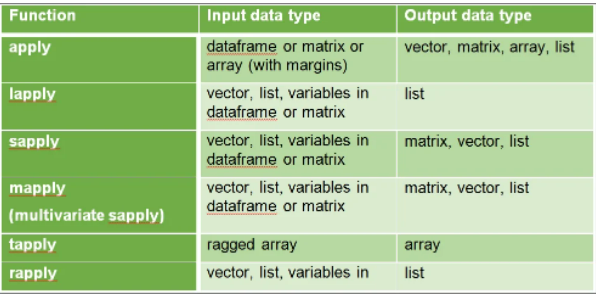 Function Input data type Output data type
apply dataframe or matrix or vector, matrix, array, list
array (with margins)
lapply vector, list, variables in list
dataframe or matrix
sapply vector, list, variables in matrix, vector, list
dataframe or matrix
mapply vector, list, variables in matrix, vector, list
(multivariate sapply) dataframe or matrix
tapply ragged array array
rapply vector, list, variables in list